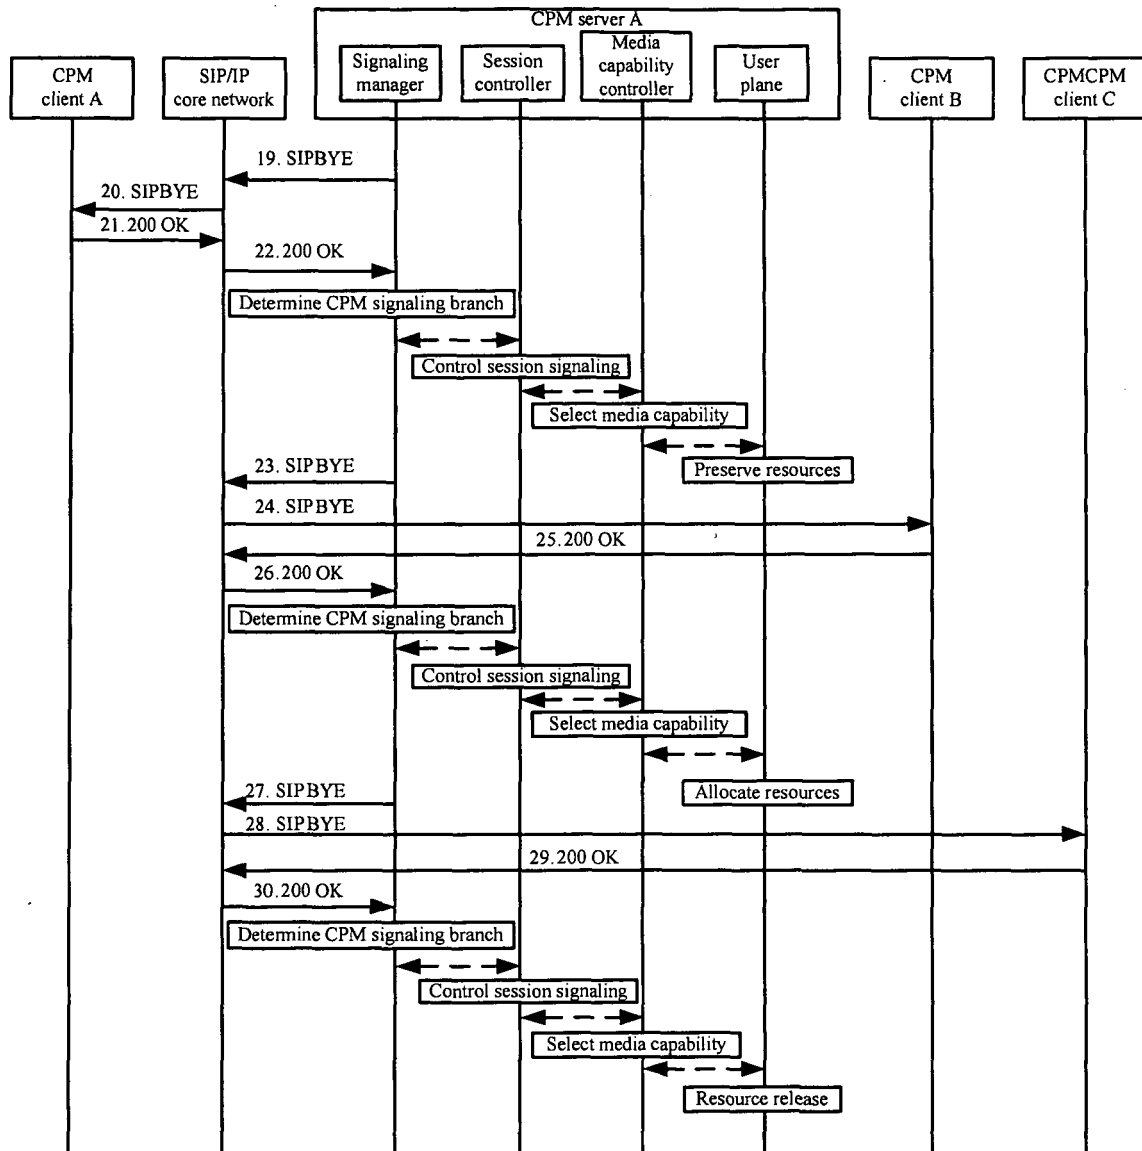 CPM server A
CPM
client A
SIP/IP
core network
Signaling
manager
Session
controller
Media
capability
controller
User
plane
CPM
client B
CPMCPM
client C
19. SIPBYE
20. SIPBYE
21.200 OK
22.200 OK
Determine CPM signaling branch
Control session signaling
Select media capability
Preserve resources
23. SIPBYE
24. SIPBYE
25.200 OK
26.200 OK
Determine CPM signaling branch
Control session signaling
Select media capability
Allocate resources
27. SIPBYE
28. SIPBYE
29.200 OK
30.200 OK
Determine CPM signaling branch
Control session signaling
Select media capability
Resource release